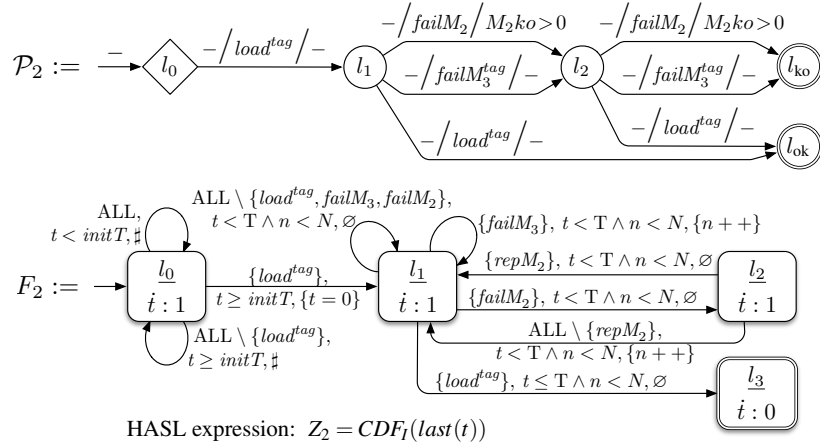 −/failM₂/M₂ko>0 −/failM₂/M₂ko>0
𝒫₂ := − l₀ −/load^tag/− l₁ l₂ l_ko
−/failM₃^tag/− −/failM₃^tag/−
−/load^tag/− −/load^tag/−
l_ok
ALL,
t < initT, ♯
ALL \ {load^tag, failM₃, failM₂},
t < T ∧ n < N, ∅
{failM₃}, t < T ∧ n < N, {n++}
F₂ := l₀
ṫ : 1
{load^tag},
t ≥ initT, {t=0}
l₁
ṫ : 1
{repM₂}, t < T ∧ n < N, ∅
{failM₂}, t < T ∧ n < N, ∅
l₂
ṫ : 1
ALL \ {load^tag},
t ≥ initT, ♯
ALL \ {repM₂},
t < T ∧ n < N, {n++}
{load^tag}, t ≤ T ∧ n < N, ∅
l₃
ṫ : 0
HASL expression: Z₂ = CDF_I(last(t))